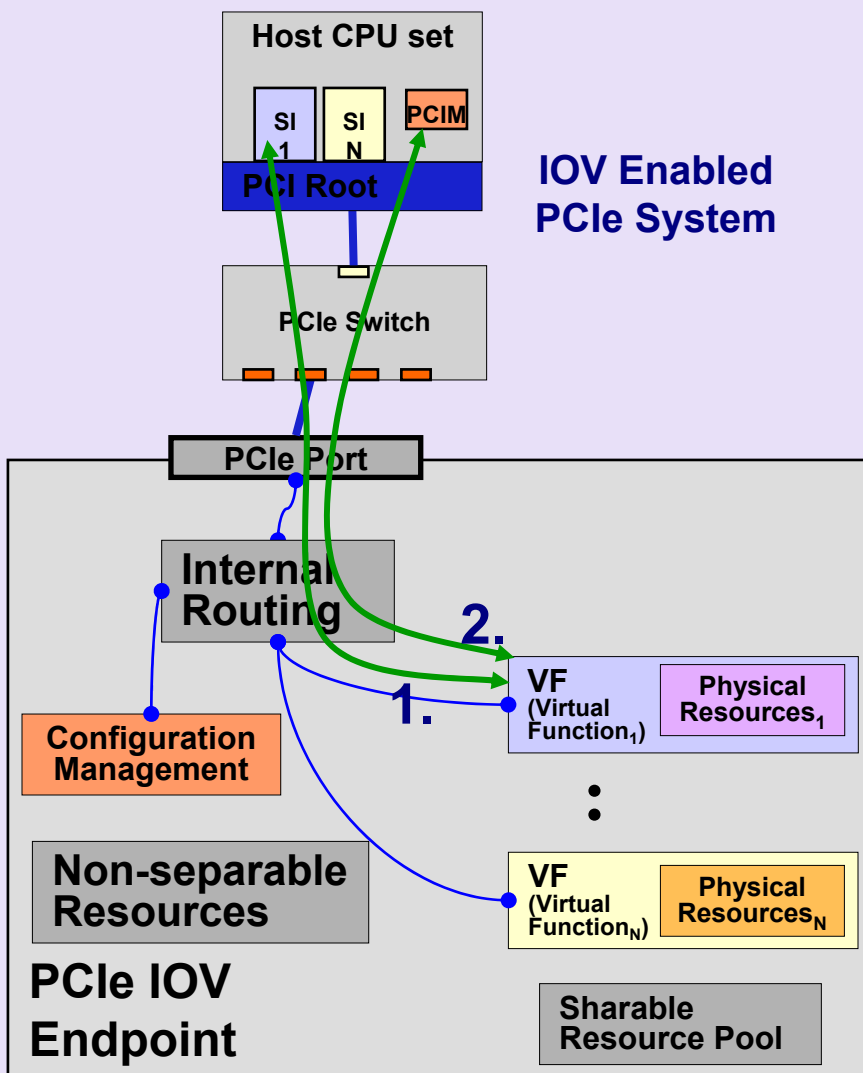 Host CPU set
SI
1
SI
N
PCIM
PCI Root
IOV Enabled
PCIe System
PCIe Switch
PCIe Port
Internal
Routing
2.
1.
VF
(Virtual
Function1)
Physical
Resources1
Configuration
Management
:
Non-separable
Resources
VF
(Virtual
FunctionN)
Physical
ResourcesN
PCIe IOV
Endpoint
Sharable
Resource Pool